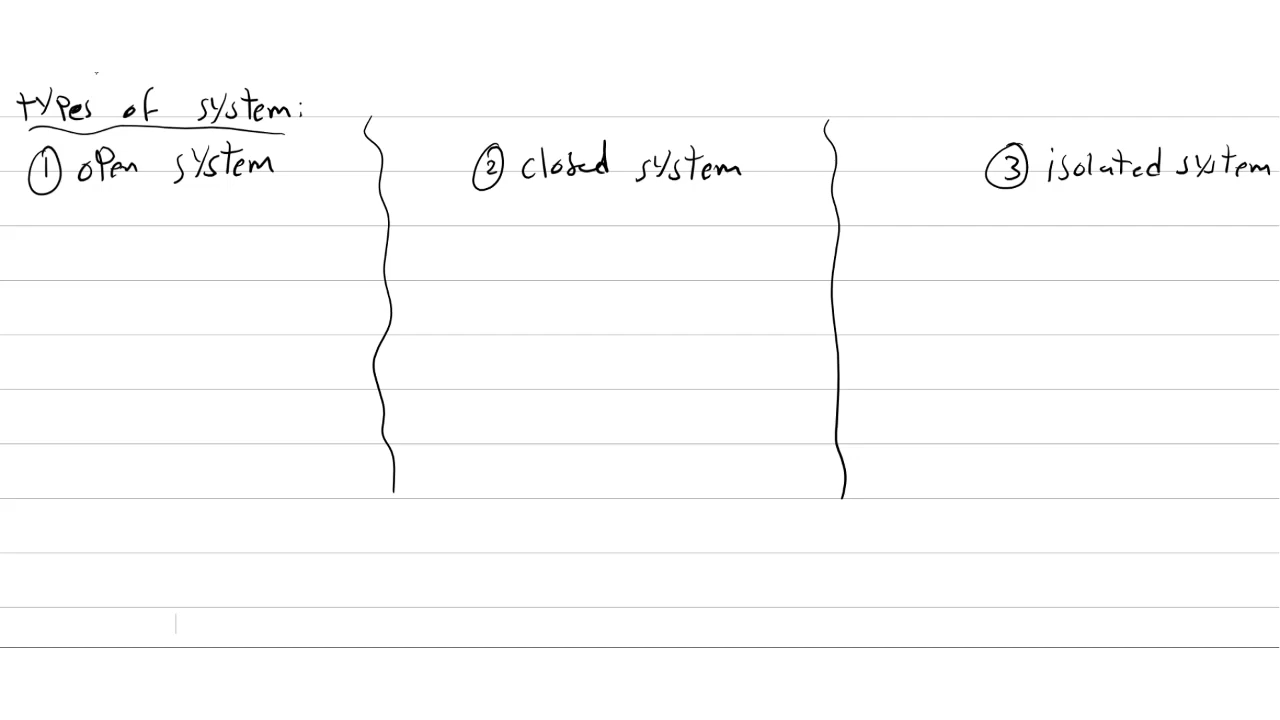 types of system:
① open system
② closed system
③ isolated system